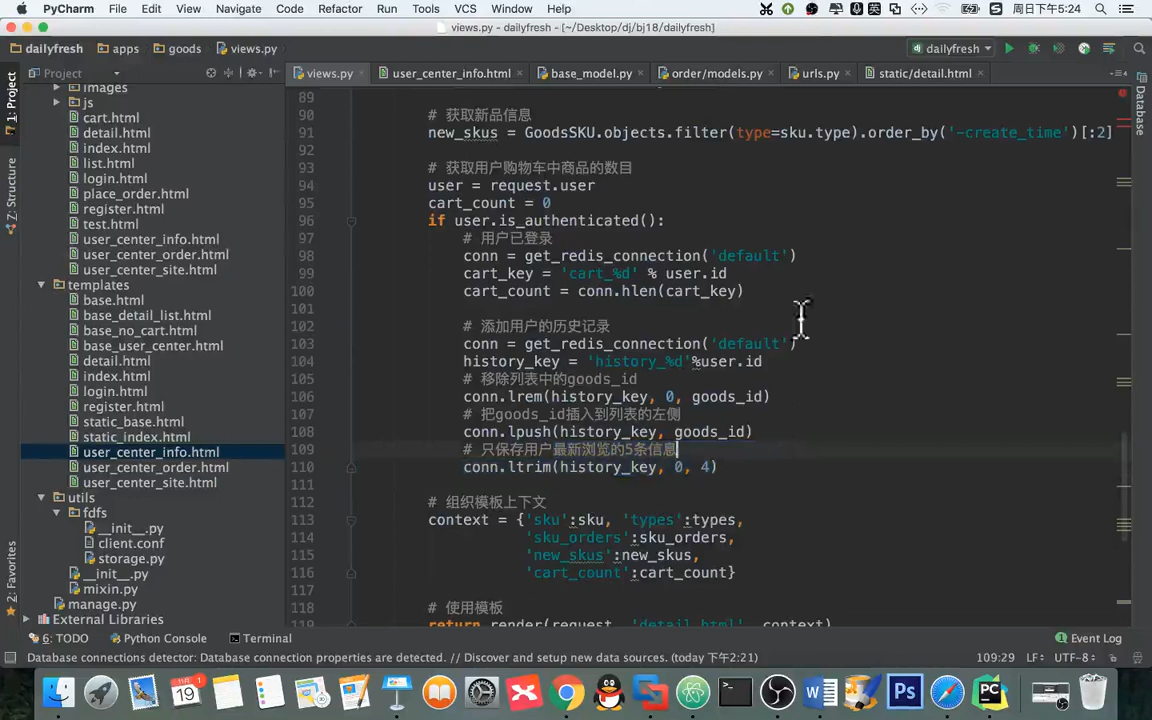 PyCharm File Edit View Navigate Code Refactor Run Tools VCS Window Help 周日下午5:24
views.py - dailyfresh - [~/Desktop/dj/bj18/dailyfresh]
dailyfresh apps goods views.py dailyfresh
Project views.py user_center_info.html base_model.py order/models.py urls.py static/detail.html
1: Project
Z: Structure
2: Favorites
Database
images
js
cart.html
detail.html
index.html
list.html
login.html
place_order.html
register.html
test.html
user_center_info.html
user_center_order.html
user_center_site.html
templates
base.html
base_detail_list.html
base_no_cart.html
base_user_center.html
detail.html
index.html
login.html
register.html
static_base.html
static_index.html
user_center_info.html
user_center_order.html
user_center_site.html
utils
fdfs
__init__.py
client.conf
storage.py
__init__.py
mixin.py
manage.py
External Libraries
89
90 # 获取新品信息
91 new_skus = GoodsSKU.objects.filter(type=sku.type).order_by('-create_time')[:2]
92
93 # 获取用户购物车中商品的数目
94 user = request.user
95 cart_count = 0
96 if user.is_authenticated():
97 # 用户已登录
98 conn = get_redis_connection('default')
99 cart_key = 'cart_%d' % user.id
100 cart_count = conn.hlen(cart_key)
101
102 # 添加用户的历史记录
103 conn = get_redis_connection('default')
104 history_key = 'history_%d'%user.id
105 # 移除列表中的goods_id
106 conn.lrem(history_key, 0, goods_id)
107 # 把goods_id插入到列表的左侧
108 conn.lpush(history_key, goods_id)
109 # 只保存用户最新浏览的5条信息
110 conn.ltrim(history_key, 0, 4)
111
112 # 组织模板上下文
113 context = {'sku':sku, 'types':types,
114 'sku_orders':sku_orders,
115 'new_skus':new_skus,
116 'cart_count':cart_count}
117
118 # 使用模板
119 return render(request, 'detail.html', context)
6: TODO Python Console Terminal Event Log
Database connections detector: Database connection properties are detected. // Discover and setup new data sources. (today 下午2:21) 109:29 LF÷ UTF-8÷
19